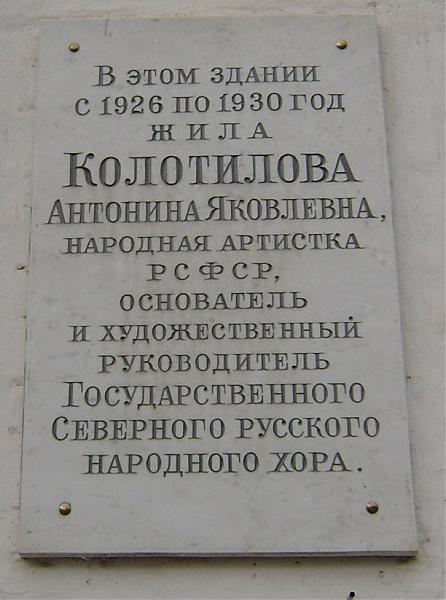 В этом здании
с 1926 по 1930 год
жила
Колотилова
Антонина Яковлевна,
народная артистка
РСФСР,
основатель
и художественный
руководитель
Государственного
Северного русского
народного хора.